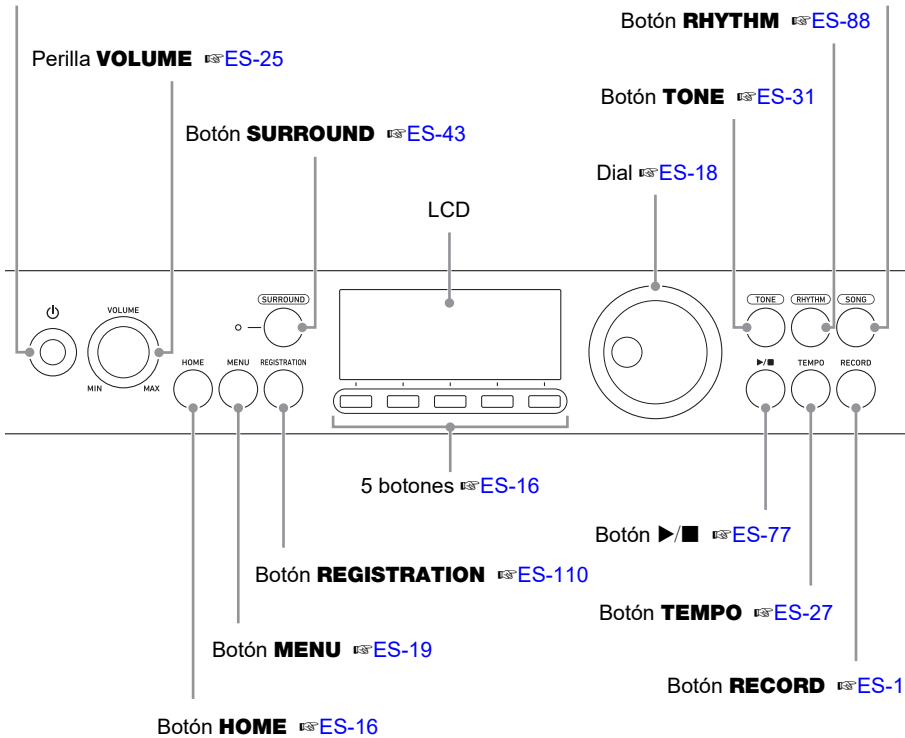 Botón RHYTHM ☞ES-88
Perilla VOLUME ☞ES-25
Botón TONE ☞ES-31
Botón SURROUND ☞ES-43
Dial ☞ES-18
LCD
SURROUND
TONE
RHYTHM
SONG
VOLUME
HOME
MENU
REGISTRATION
▶/■
TEMPO
RECORD
MIN
MAX
5 botones ☞ES-16
Botón ▶/■ ☞ES-77
Botón REGISTRATION ☞ES-110
Botón TEMPO ☞ES-27
Botón MENU ☞ES-19
Botón RECORD ☞ES-1
Botón HOME ☞ES-16